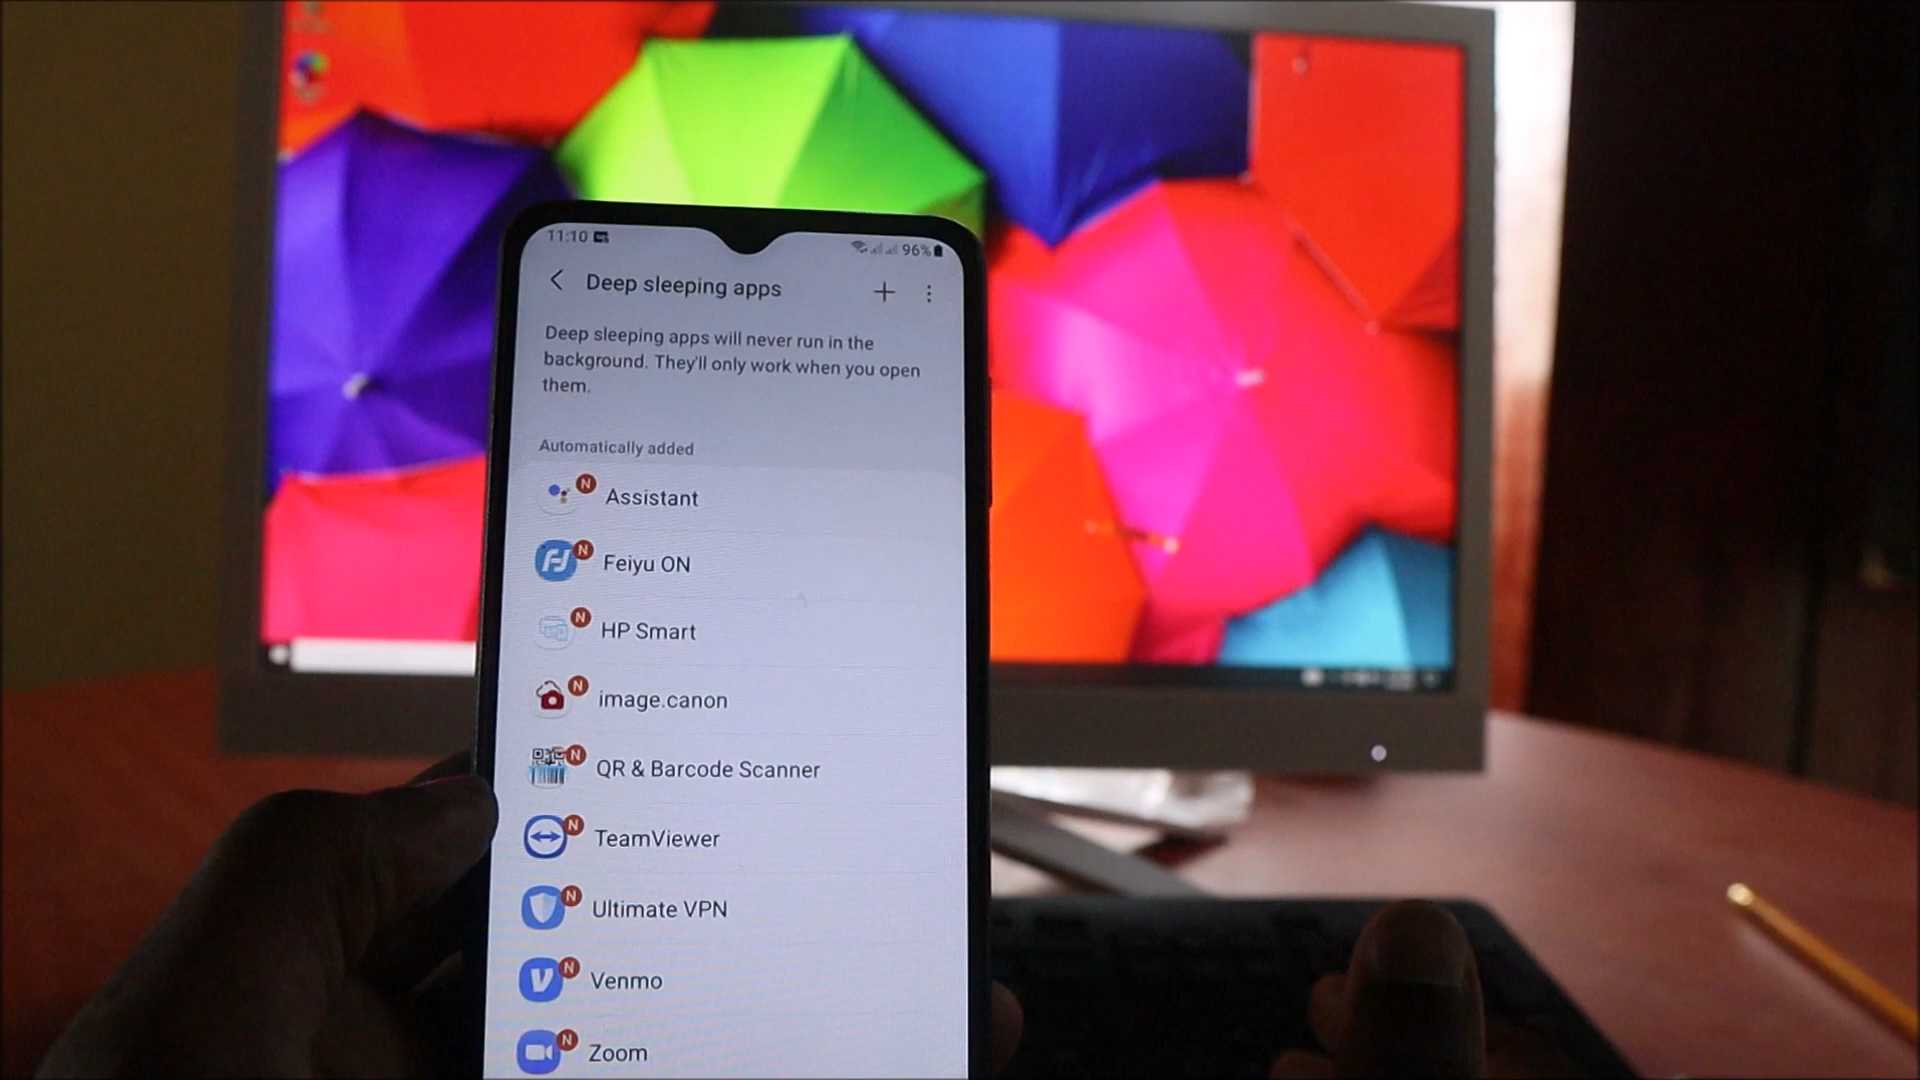 11:10
96%
Deep sleeping apps
Deep sleeping apps will never run in the
background. They'll only work when you open
them.
Automatically added
N
Assistant
N
Feiyu ON
N
HP Smart
N
image.canon
N
QR & Barcode Scanner
N
TeamViewer
N
Ultimate VPN
N
Venmo
N
Zoom